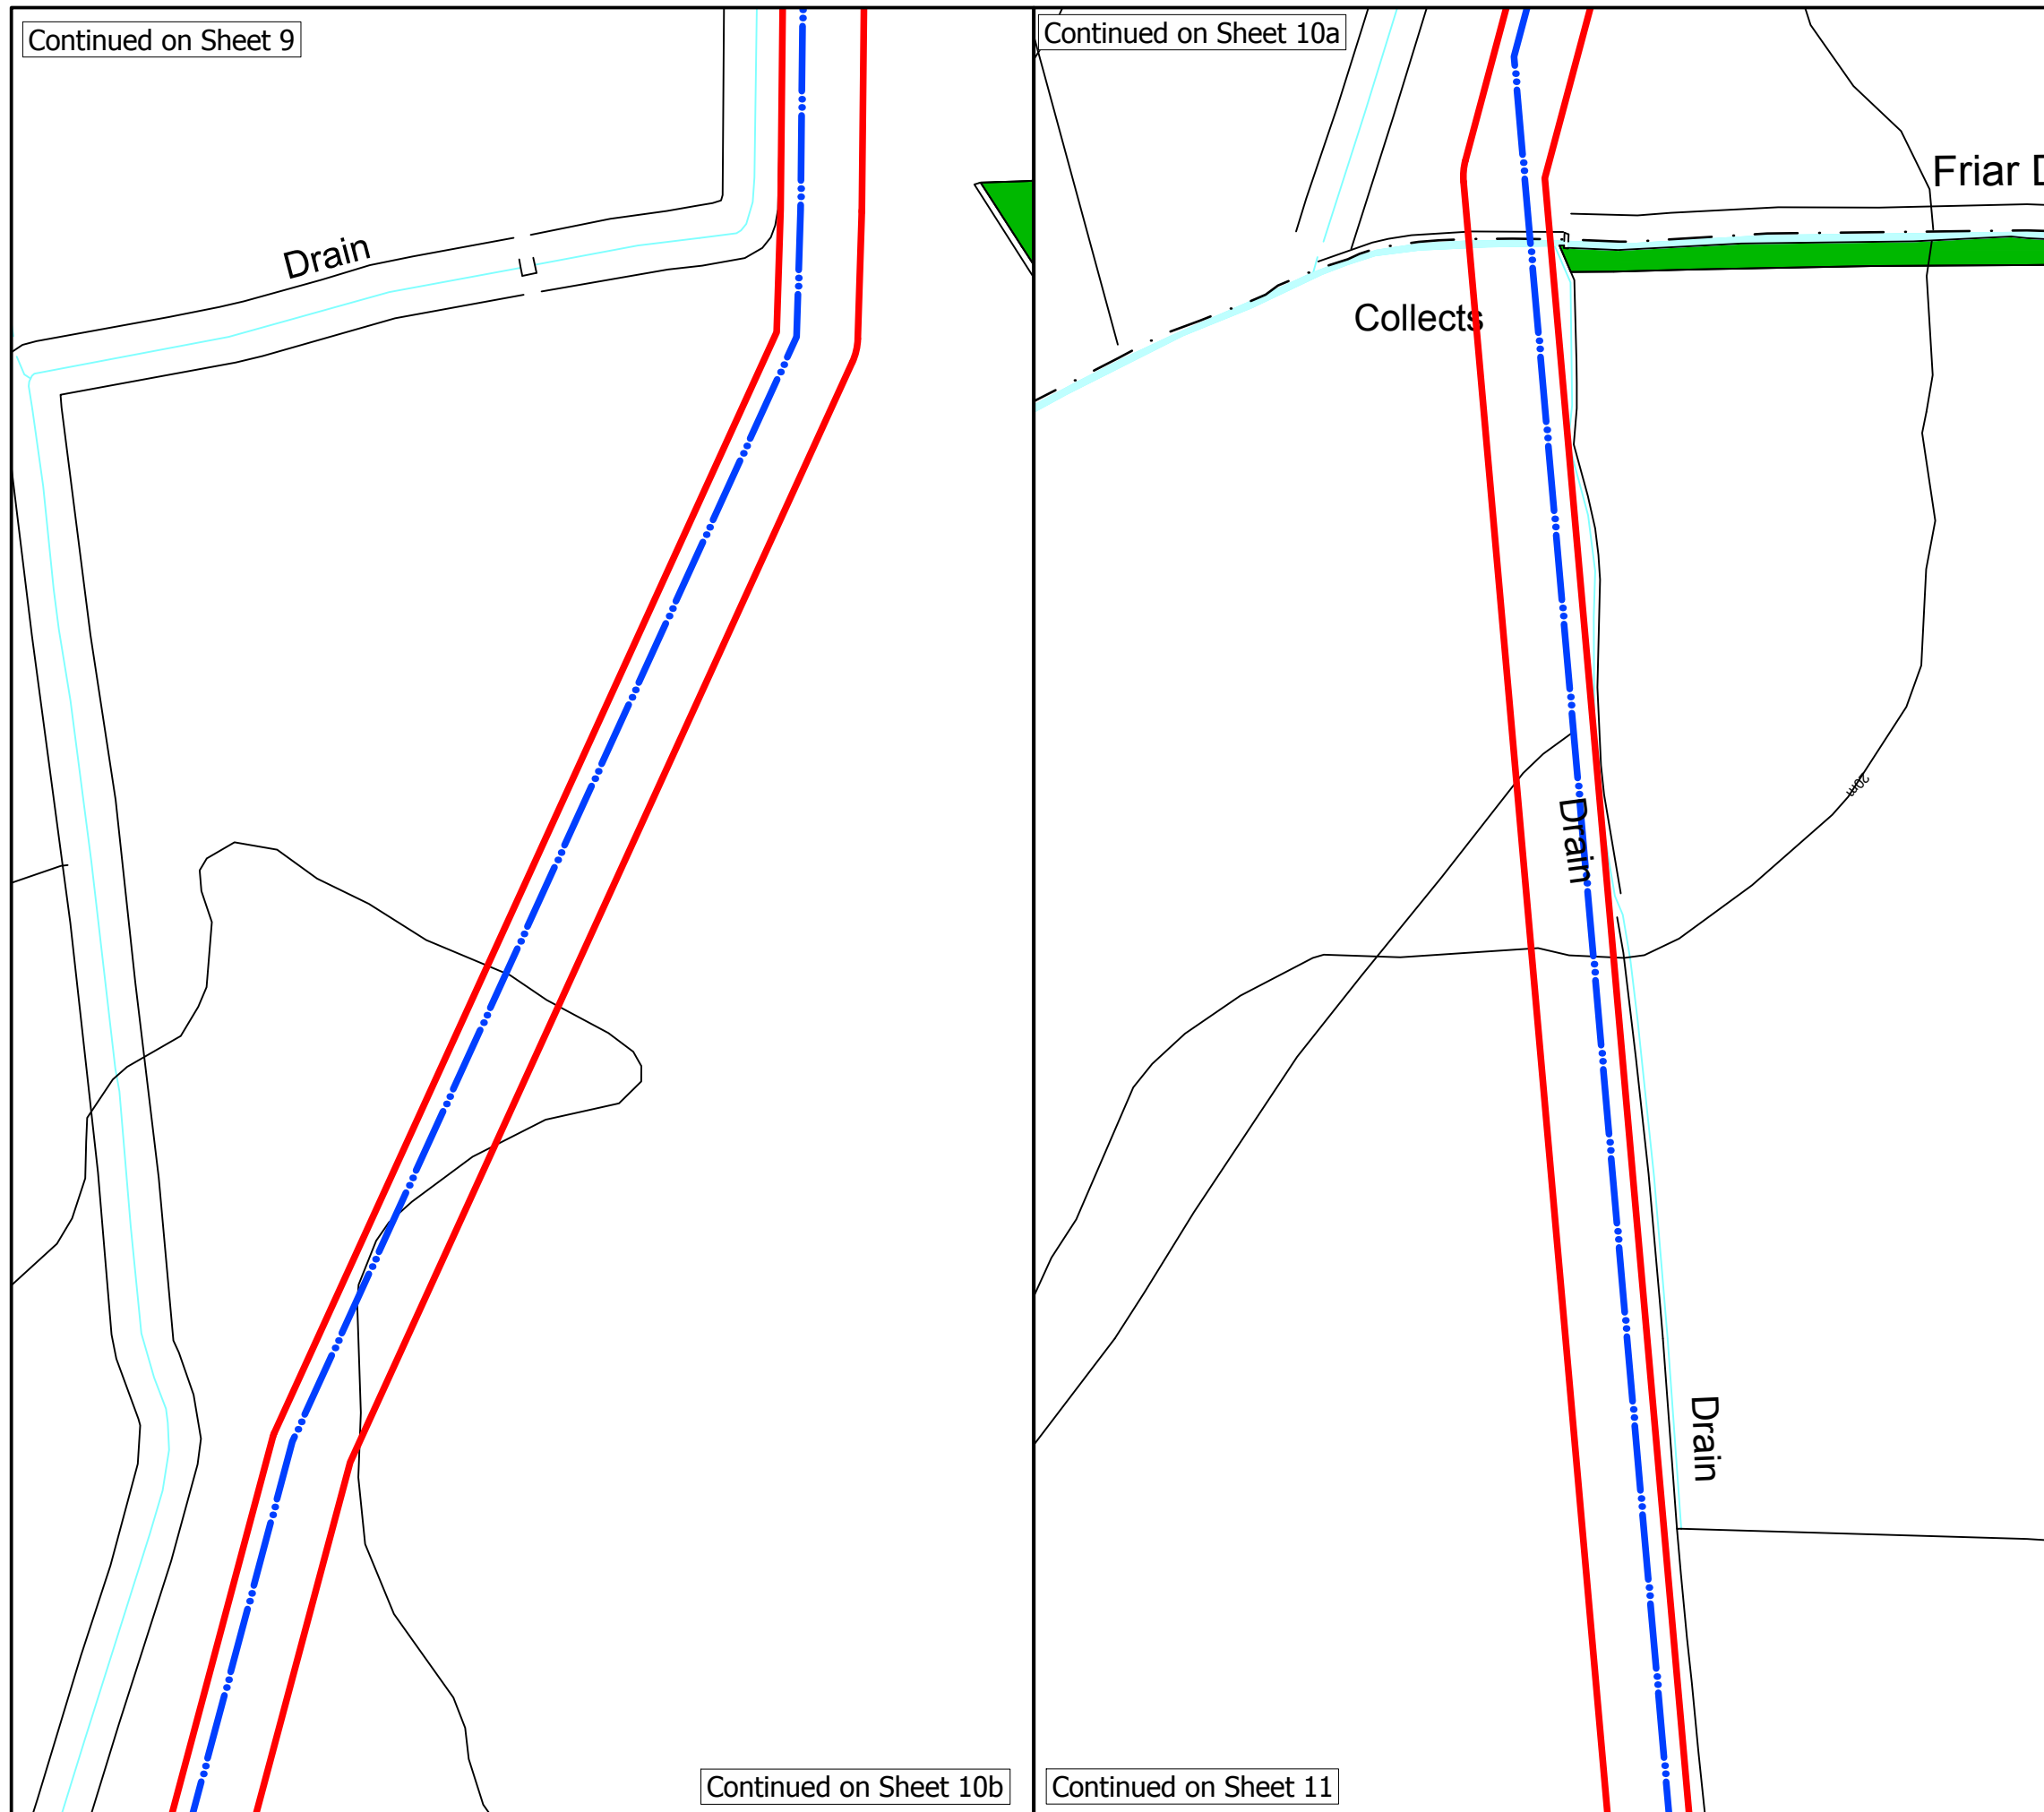 Continued on Sheet 9
Drain
Continued on Sheet 10b
Continued on Sheet 10a
Friar D
Collects
20m
Drain
Drain
Continued on Sheet 11